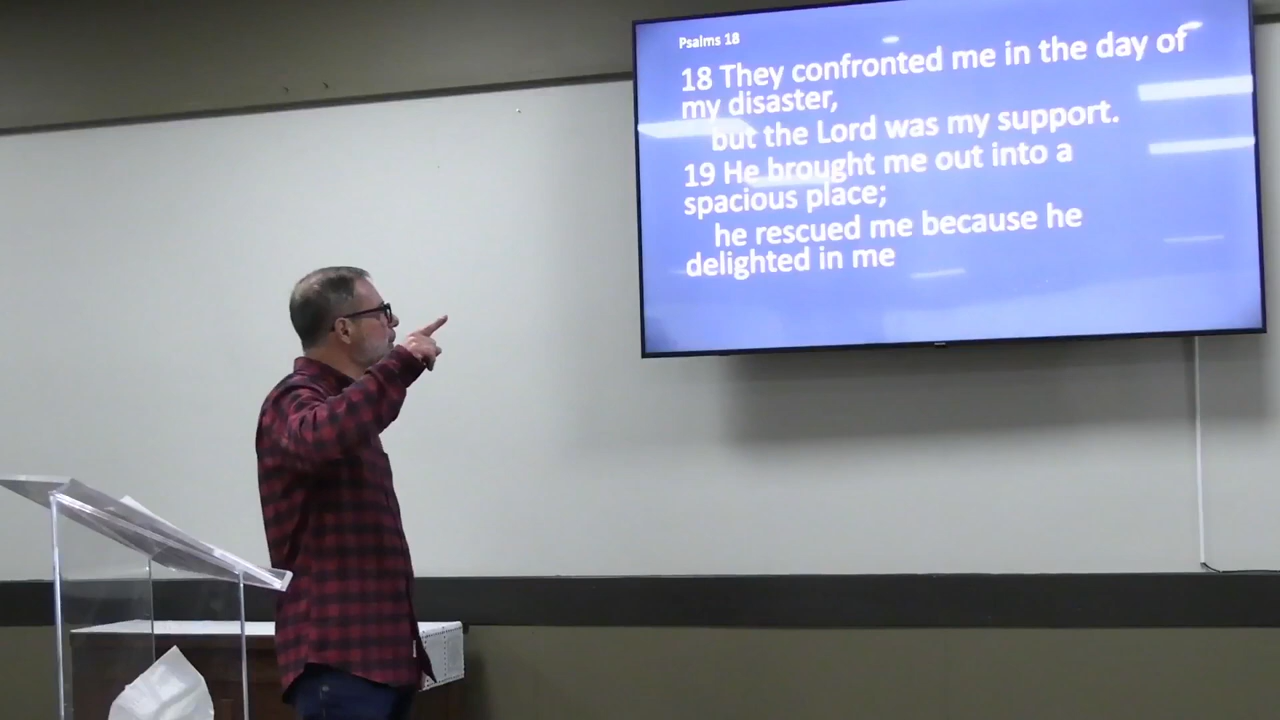 Psalms 18
18 They confronted me in the day of
my disaster,
but the Lord was my support.
19 He brought me out into a
spacious place;
he rescued me because he
delighted in me